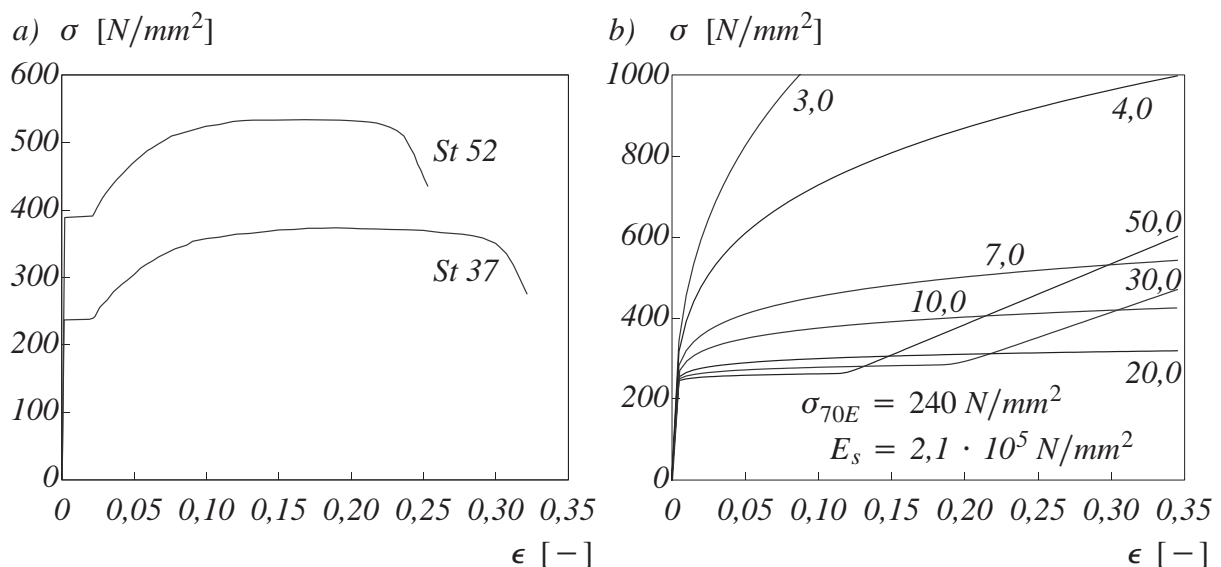 a) σ [N/mm²]
600
500
400
300
200
100
0
St 52
St 37
0 0,05 0,10 0,15 0,20 0,25 0,30 0,35
ϵ [−]
b) σ [N/mm²]
1000
800
600
400
200
0
3,0
4,0
50,0
7,0
30,0
10,0
20,0
σ70E = 240 N/mm²
Es = 2,1 · 10⁵ N/mm²
0 0,05 0,10 0,15 0,20 0,25 0,30 0,35
ϵ [−]